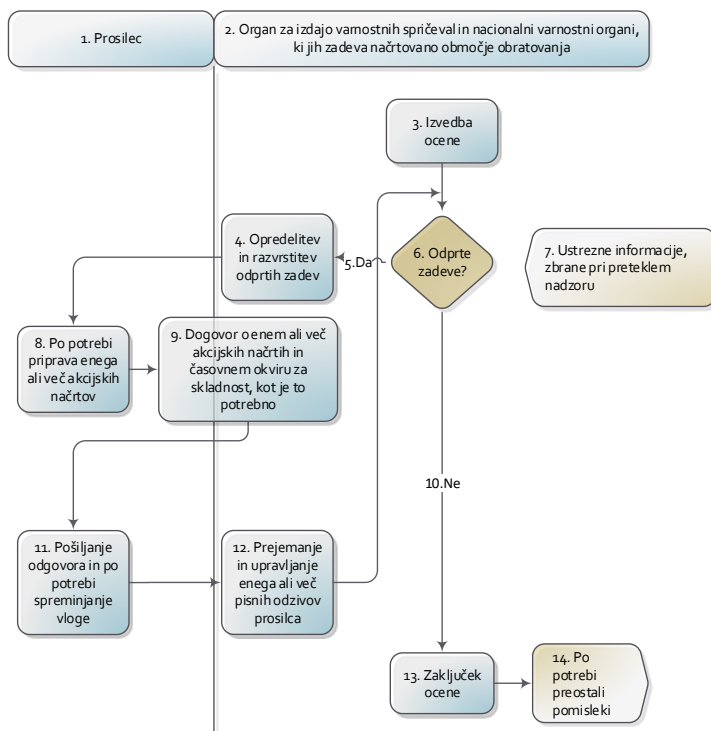 1. Prosilec
2. Organ za izdajo varnostnih spričeval in nacionalni varnostni organi,
ki jih zadeva načrtovano območje obratovanja
3. Izvedba
ocene
4. Opredelitev
in razvrstitev
odprtih zadev
5.Da
6. Odprte
zadeve?
7. Ustrezne informacije,
zbrane pri preteklem
nadzoru
8. Po potrebi
priprava enega
ali več akcijskih
načrtov
9. Dogovor o enem ali več
akcijskih načrtih in
časovnem okviru za
skladnost, kot je to
potrebno
10.Ne
11. Pošiljanje
odgovora in po
potrebi
spreminjanje
vloge
12. Prejemanje
in upravljanje
enega ali več
pisnih odzivov
prosilca
13. Zaključek
ocene
14. Po
potrebi
preostali
pomisleki